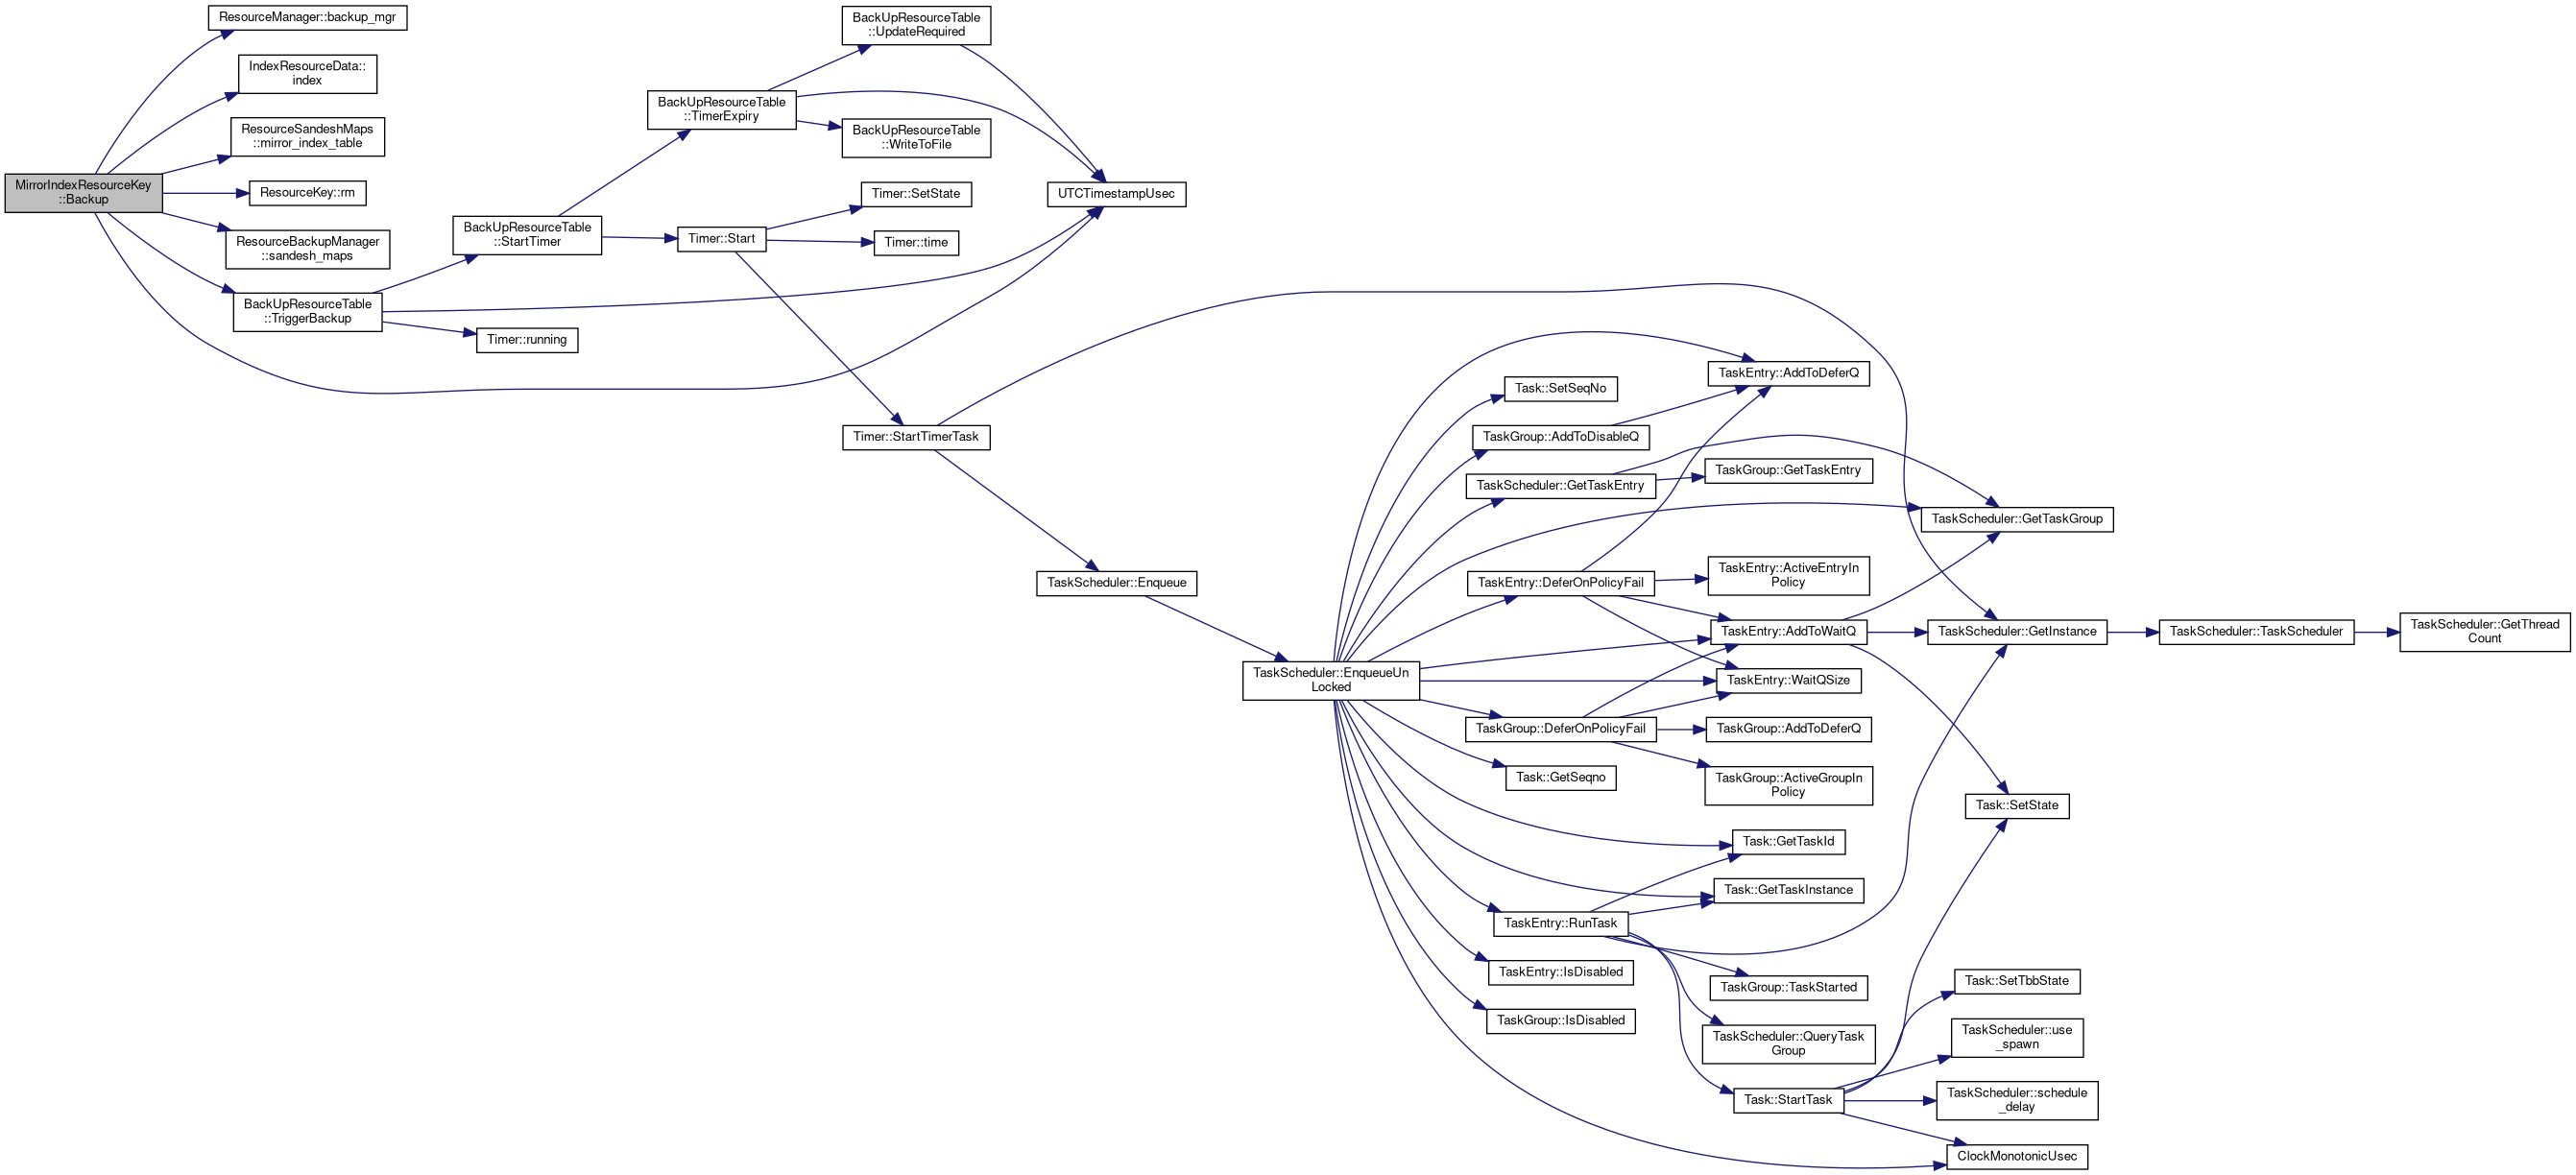 MirrorIndexResourceKey
::Backup
ResourceManager::backup_mgr
IndexResourceData::
index
ResourceSandeshMaps
::mirror_index_table
ResourceKey::rm
ResourceBackupManager
::sandesh_maps
BackUpResourceTable
::TriggerBackup
BackUpResourceTable
::StartTimer
Timer::running
BackUpResourceTable
::TimerExpiry
Timer::Start
BackUpResourceTable
::UpdateRequired
BackUpResourceTable
::WriteToFile
Timer::SetState
Timer::time
Timer::StartTimerTask
UTCTimestampUsec
TaskScheduler::Enqueue
TaskScheduler::EnqueueUn
Locked
Task::SetSeqNo
TaskGroup::AddToDisableQ
TaskScheduler::GetTaskEntry
TaskEntry::DeferOnPolicyFail
TaskGroup::DeferOnPolicyFail
Task::GetSeqno
TaskEntry::RunTask
TaskEntry::IsDisabled
TaskGroup::IsDisabled
TaskEntry::AddToDeferQ
TaskGroup::GetTaskEntry
TaskEntry::ActiveEntryIn
Policy
TaskEntry::AddToWaitQ
TaskEntry::WaitQSize
TaskGroup::AddToDeferQ
TaskGroup::ActiveGroupIn
Policy
Task::GetTaskId
Task::GetTaskInstance
TaskGroup::TaskStarted
TaskScheduler::QueryTask
Group
Task::StartTask
TaskScheduler::GetTaskGroup
TaskScheduler::GetInstance
Task::SetState
Task::SetTbbState
TaskScheduler::use
_spawn
TaskScheduler::schedule
_delay
ClockMonotonicUsec
TaskScheduler::TaskScheduler
TaskScheduler::GetThread
Count